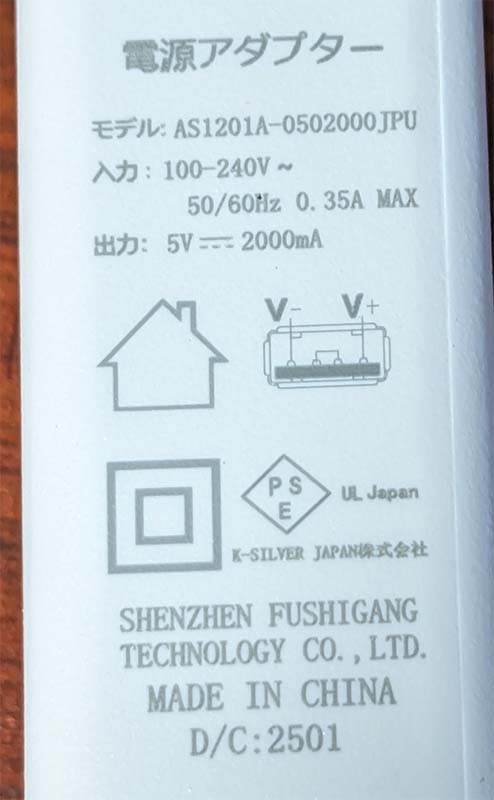 電源アダプター
モデル: AS1201A-0502000JPU
入力: 100-240V～
50/60Hz 0.35A MAX
出力: 5V⎓2000mA
V- V+
PS
E
UL Japan
K-SILVER JAPAN株式会社
SHENZHEN FUSHIGANG
TECHNOLOGY CO.,LTD.
MADE IN CHINA
D/C:2501